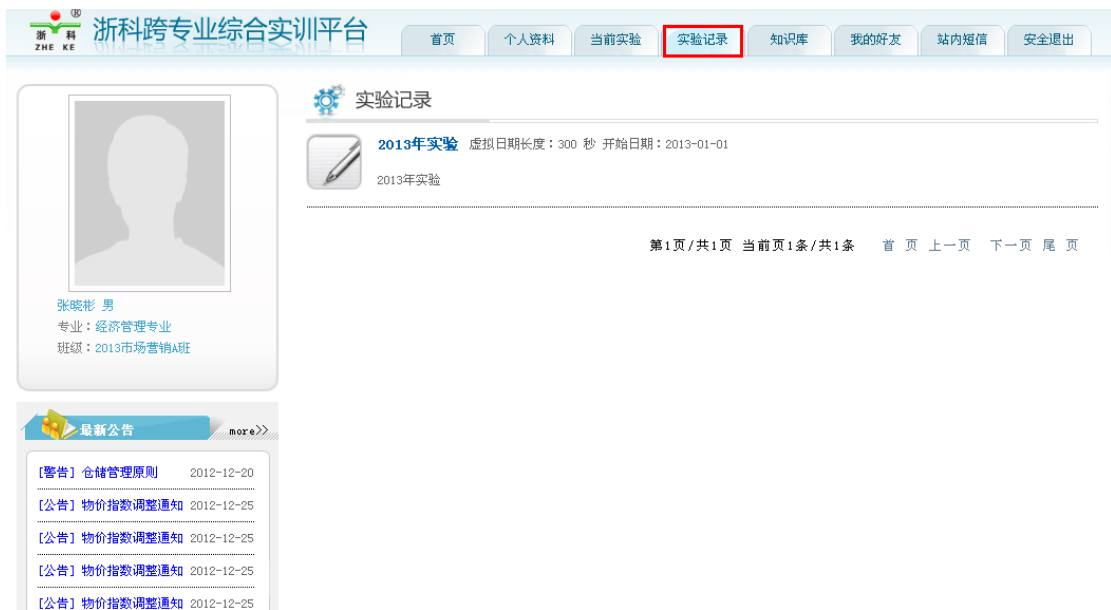 浙科跨专业综合实训平台
®
浙 科
ZHE KE
首页 个人资料 当前实验 实验记录 知识库 我的好友 站内短信 安全退出
实验记录
2013年实验 虚拟日期长度：300 秒 开始日期：2013-01-01
2013年实验
第1页/共1页 当前页1条/共1条 首 页 上一页 下一页 尾 页
张晓彬 男
专业：经济管理专业
班级：2013市场营销A班
最新公告 more>>
[警告] 仓储管理原则 2012-12-20
[公告] 物价指数调整通知 2012-12-25
[公告] 物价指数调整通知 2012-12-25
[公告] 物价指数调整通知 2012-12-25
[公告] 物价指数调整通知 2012-12-25